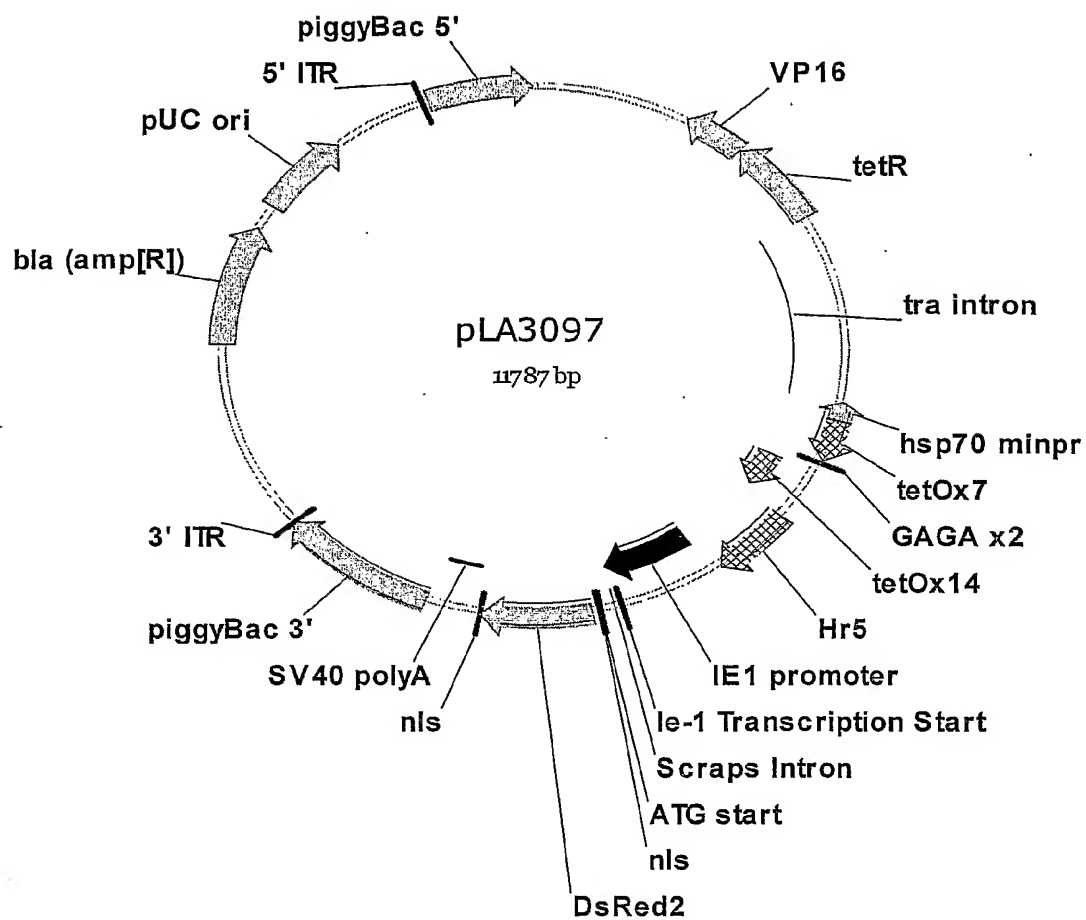 piggyBac 5'
5' ITR
VP16
pUC ori
tetR
bla (amp[R])
tra intron
pLA3097
11787 bp
hsp70 minpr
tetOx7
3' ITR
GAGA x2
tetOx14
piggyBac 3'
Hr5
SV40 polyA
IE1 promoter
nls
Ie-1 Transcription Start
Scraps Intron
ATG start
nls
DsRed2